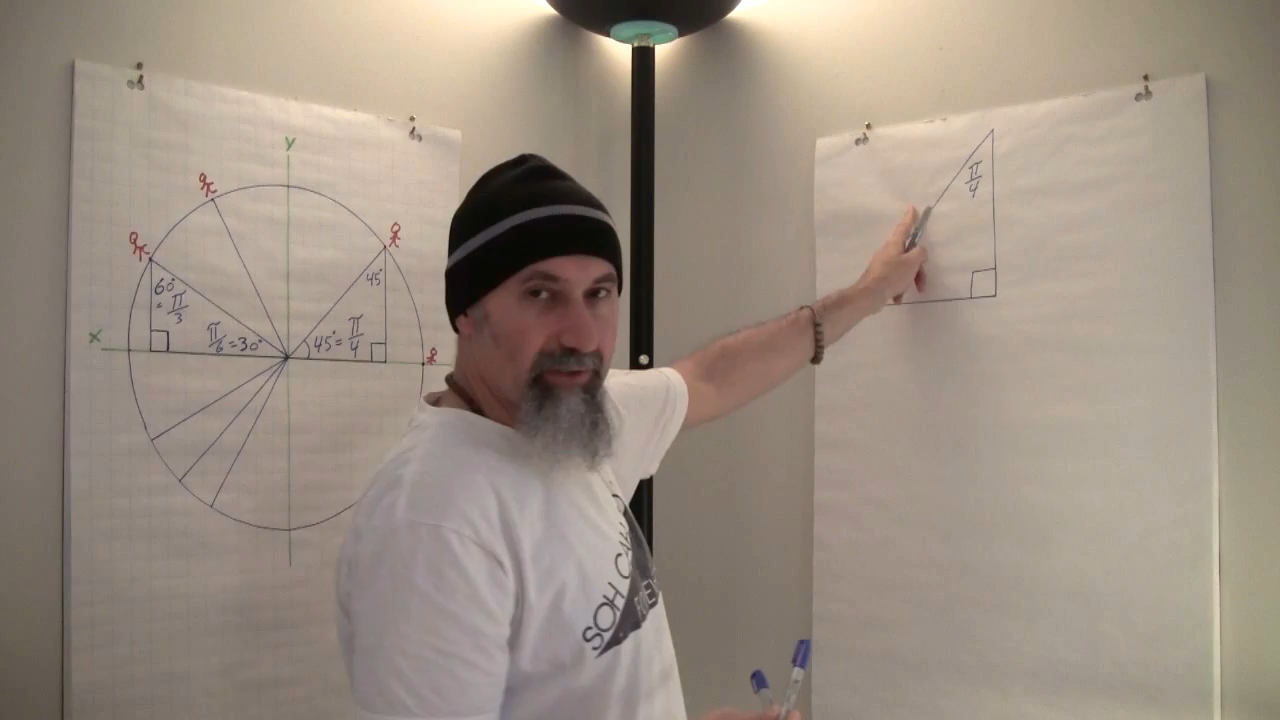 y
x
60°
= π/3
π/6 = 30°
45°
45° = π/4
π/4
SOH CAH